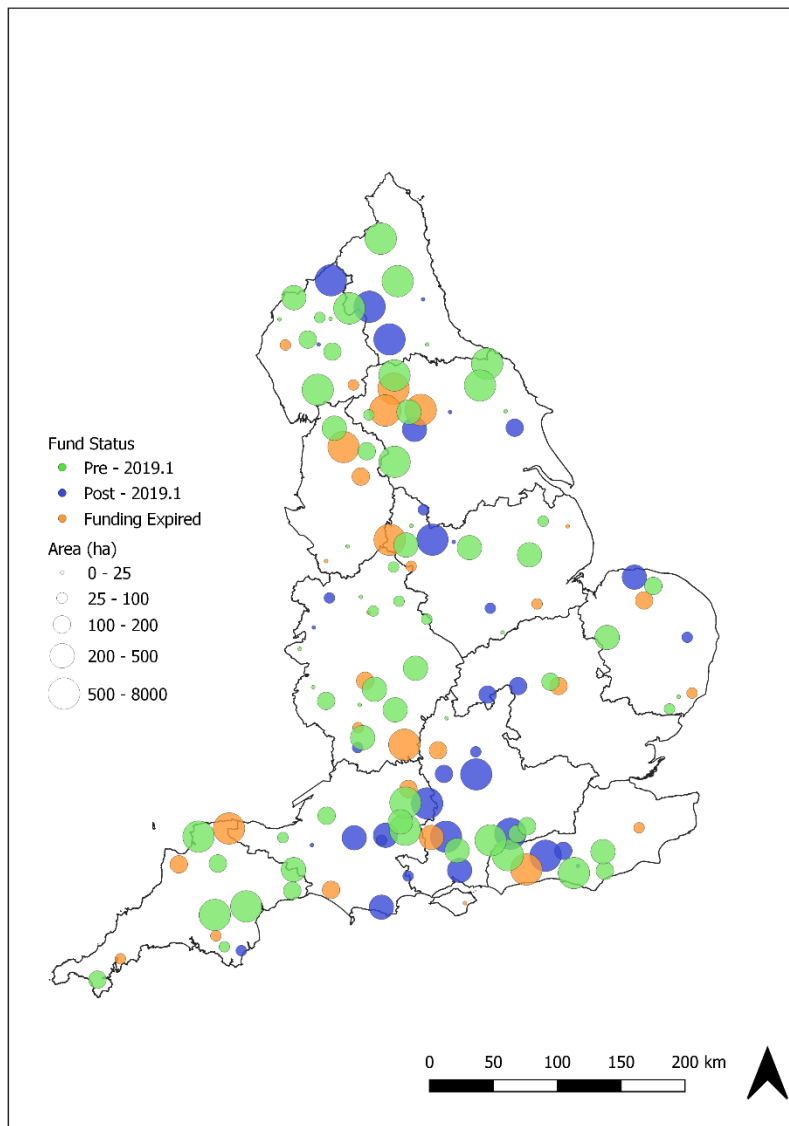 Fund Status
Pre - 2019.1
Post - 2019.1
Funding Expired
Area (ha)
0 - 25
25 - 100
100 - 200
200 - 500
500 - 8000
0 50 100 150 200 km